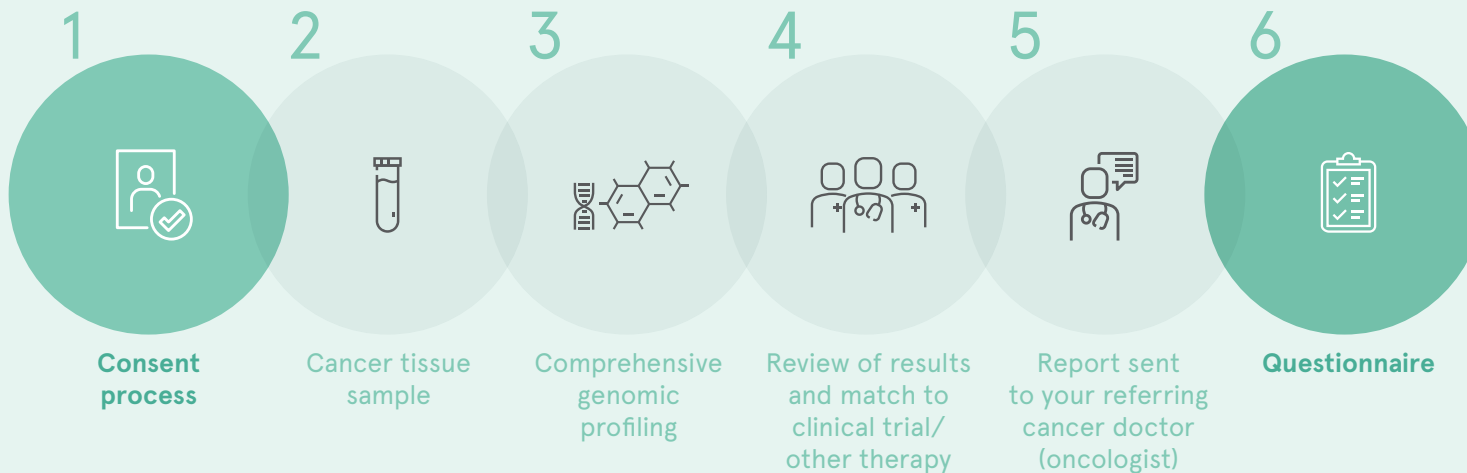 1
2
3
4
5
6
Consent
process
Cancer tissue
sample
Comprehensive
genomic
profiling
Review of results
and match to
clinical trial/
other therapy
Report sent
to your referring
cancer doctor
(oncologist)
Questionnaire